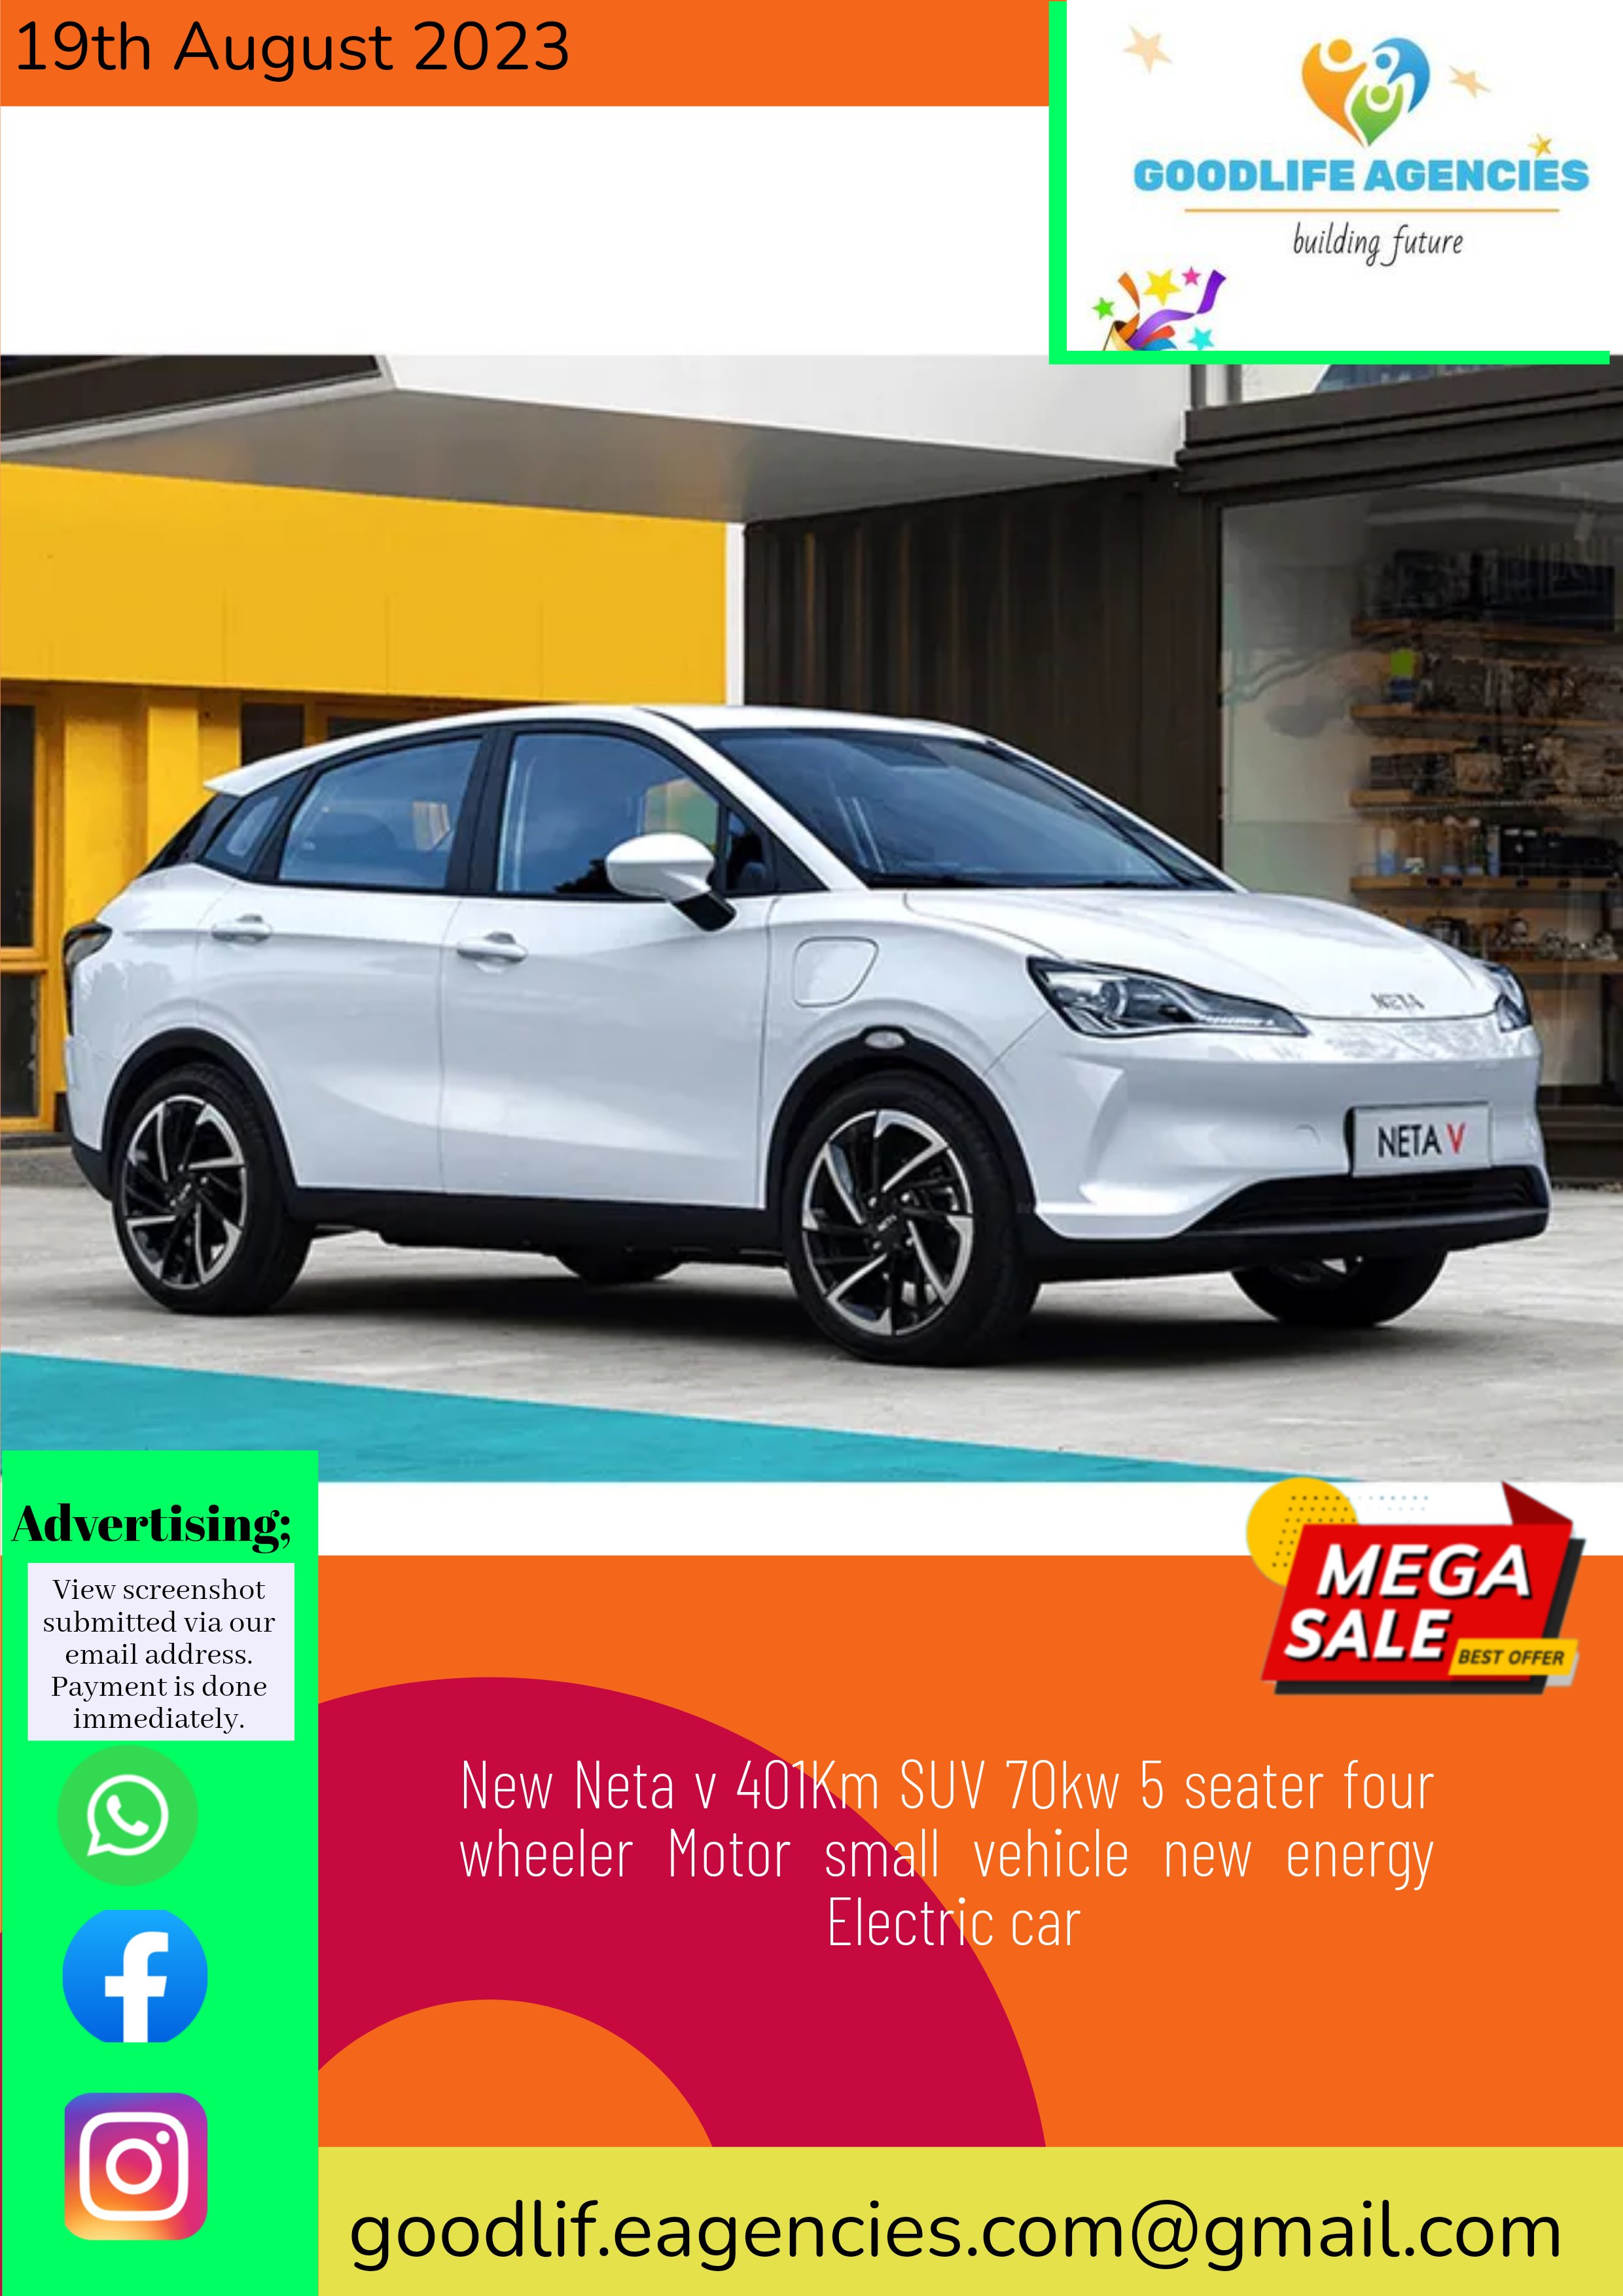 19th August 2023
GOODLIFE AGENCIES
building future
NETA
NETA V
Advertising;
View screenshot
submitted via our
email address.
Payment is done
immediately.
MEGA
SALE
BEST OFFER
New Neta v 401Km SUV 70kw 5 seater four
wheeler Motor small vehicle new energy
Electric car
goodlif.eagencies.com@gmail.com